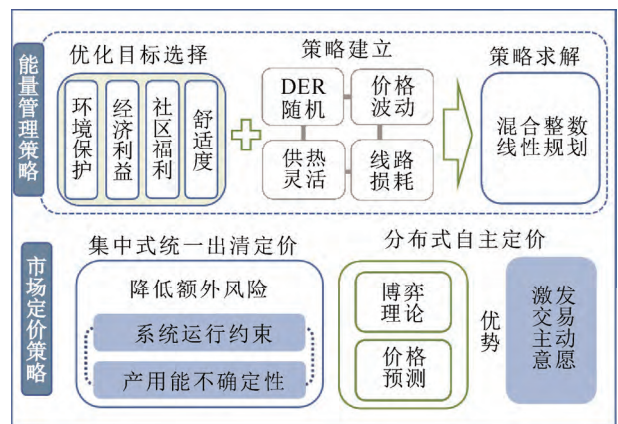 能量管理策略
优化目标选择
环境保护
经济利益
社区福利
舒适度
策略建立
DER
随机
价格
波动
供热
灵活
线路
损耗
策略求解
混合整数
线性规划
市场定价策略
集中式统一出清定价
降低额外风险
系统运行约束
产用能不确定性
分布式自主定价
博弈
理论
价格
预测
优势
激发
交易
主动
意愿